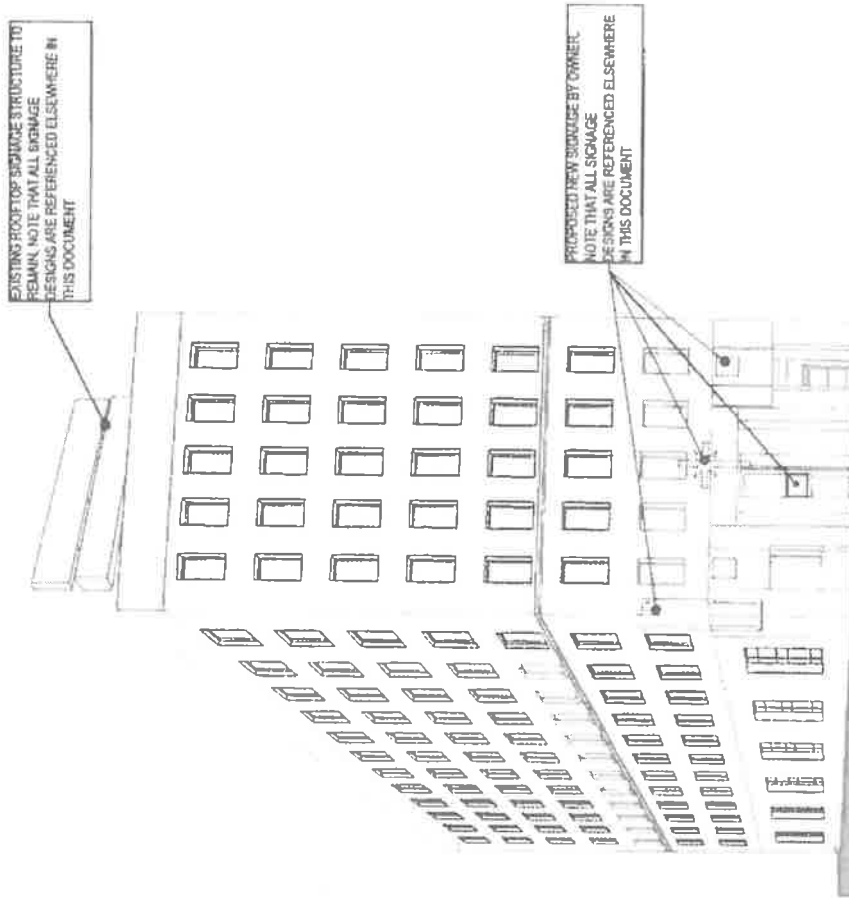 EXISTING ROOFTOP SIGNAGE STRUCTURE TO
REMAIN, NOTE THAT ALL SIGNAGE
DESIGNS ARE REFERENCED ELSEWHERE IN
THIS DOCUMENT
PROPOSED NEW SIGNAGE BY OWNER,
NOTE THAT ALL SIGNAGE
DESIGNS ARE REFERENCED ELSEWHERE
IN THIS DOCUMENT